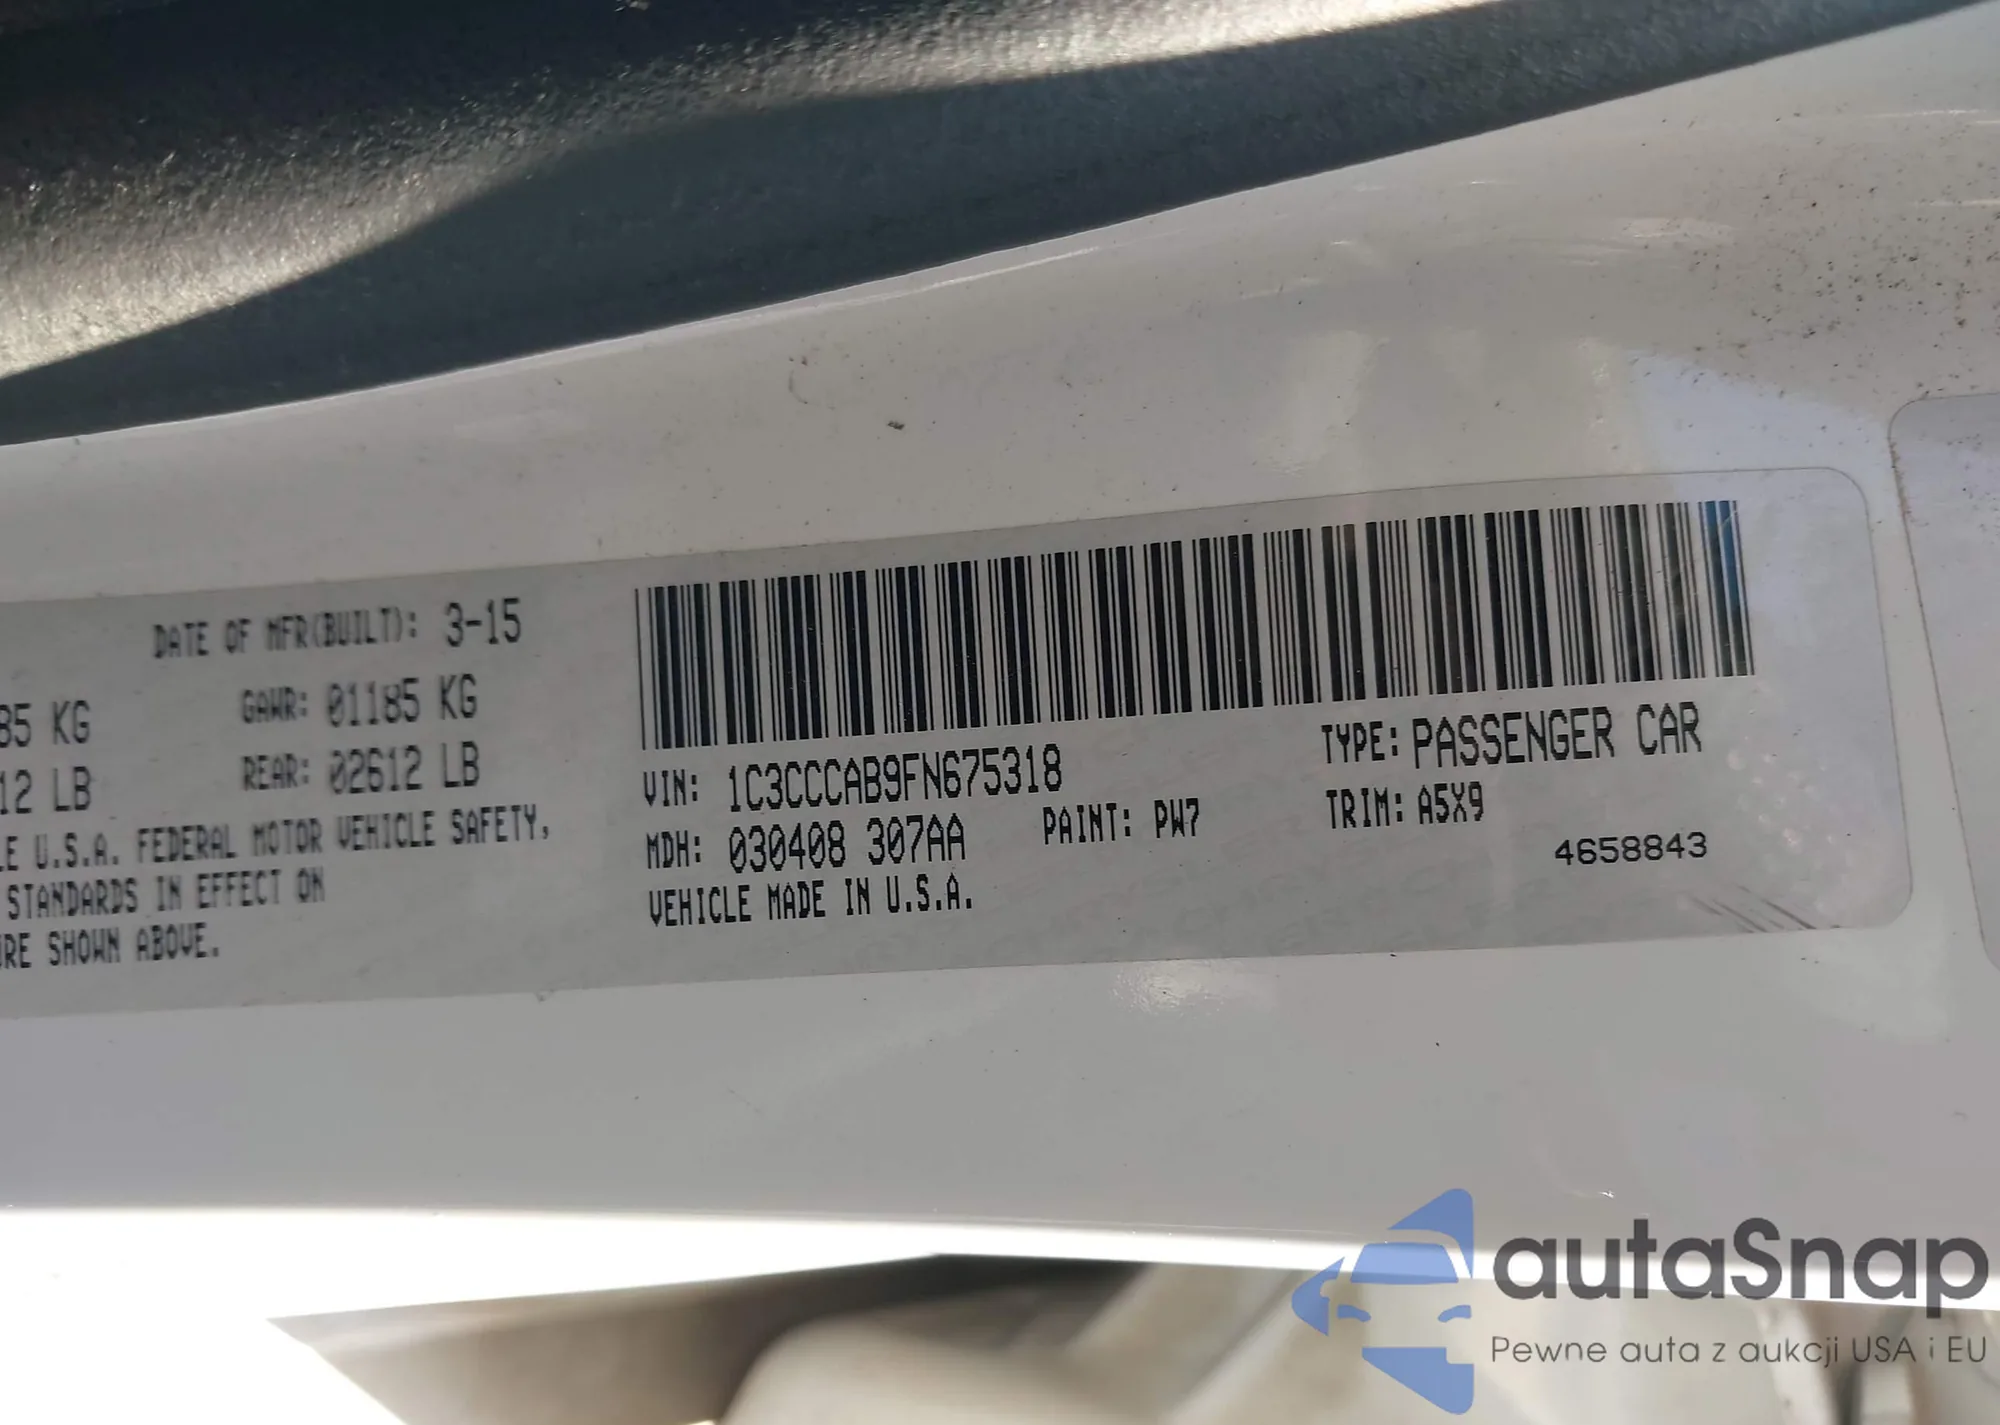 DATE OF MFR(BUILT): 3-15
85 KG GAWR: 01185 KG
12 LB REAR: 02612 LB
LE U.S.A. FEDERAL MOTOR VEHICLE SAFETY,
STANDARDS IN EFFECT ON
URE SHOWN ABOVE.
VIN: 1C3CCCAB9FN675318
TYPE: PASSENGER CAR
MDH: 030408 307AA PAINT: PW7
TRIM: A5X9
VEHICLE MADE IN U.S.A.
4658843
autaSnap
Pewne auta z aukcji USA i EU